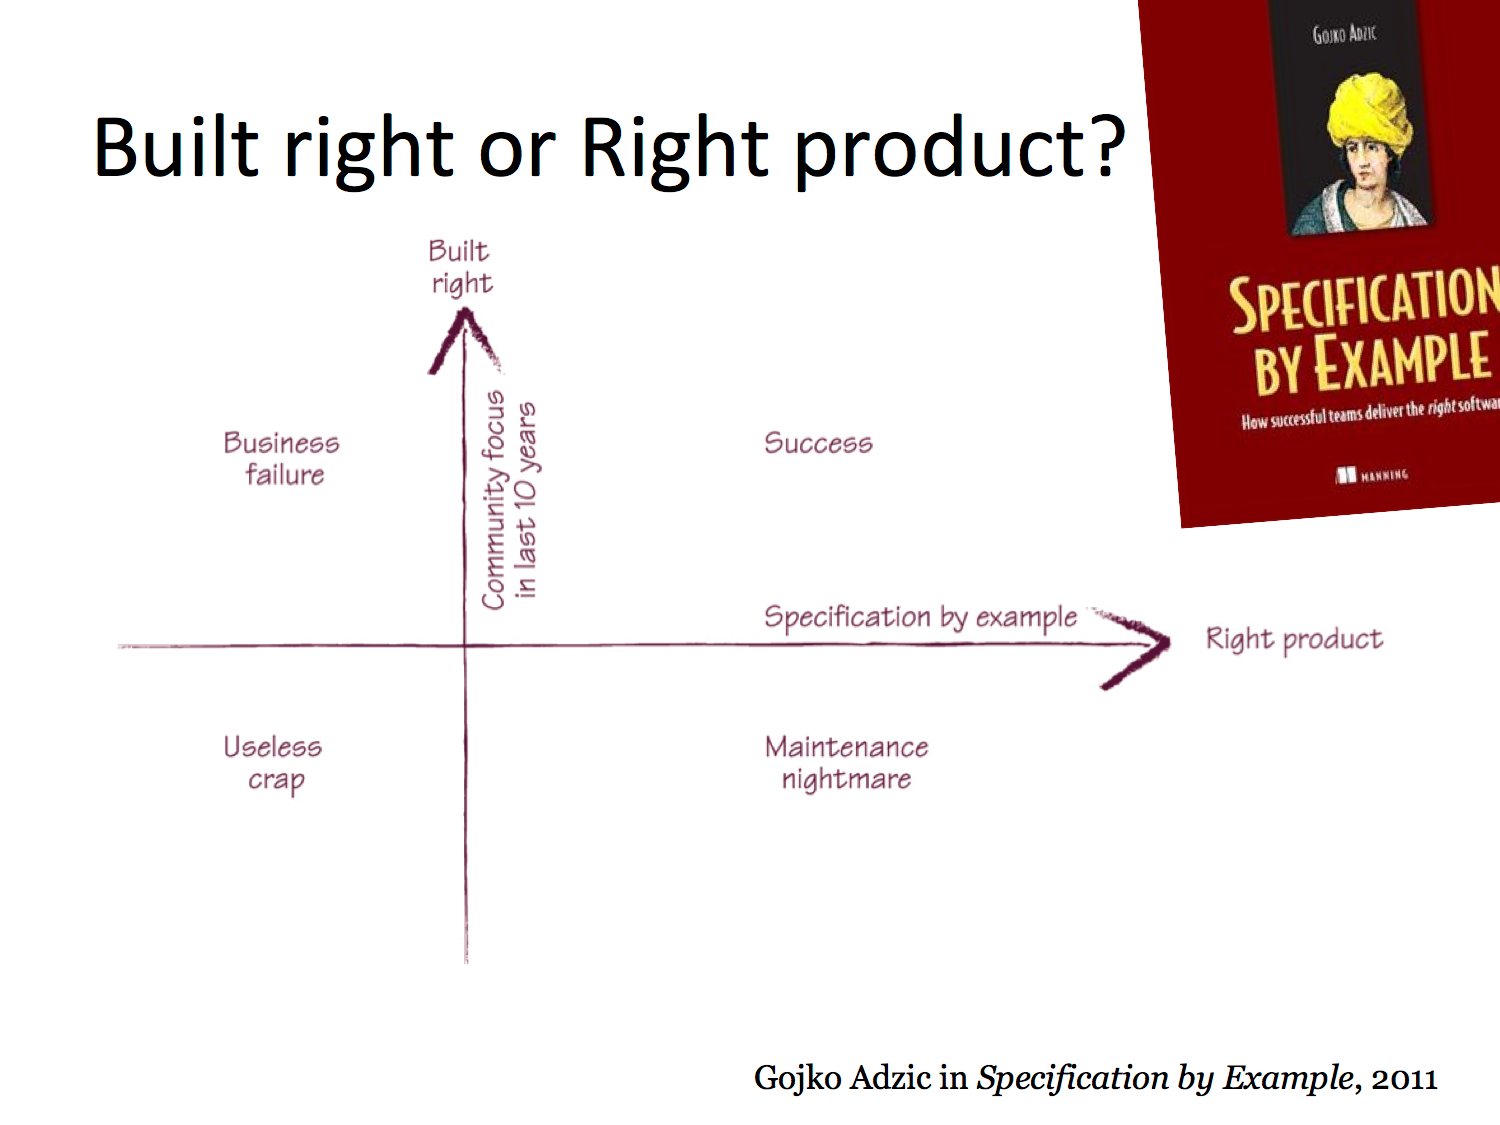 Built right or Right product?
GOJKO ADZIC
SPECIFICATION
BY EXAMPLE
How successful teams deliver the right softwar
MANNING
Built
right
Community focus
in last 10 years
Business
failure
Success
Specification by example
Right product
Useless
crap
Maintenance
nightmare
Gojko Adzic in Specification by Example, 2011